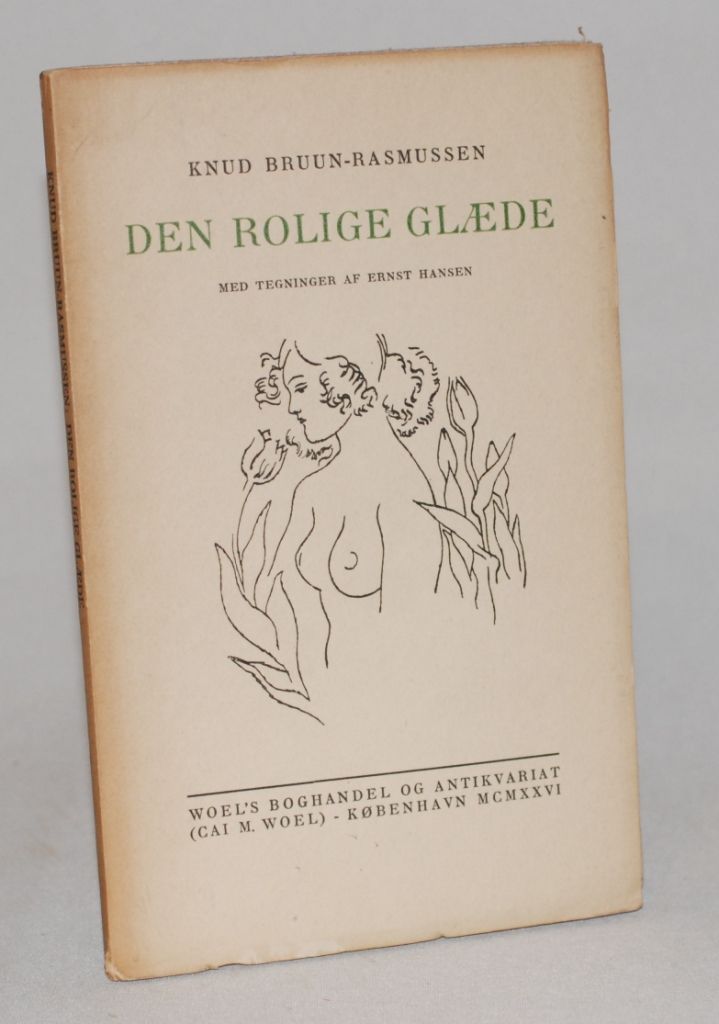 KNUD BRUUN-RASMUSSEN
DEN ROLIGE GLÆDE
MED TEGNINGER AF ERNST HANSEN
WOEL'S BOGHANDEL OG ANTIKVARIAT
(CAI M. WOEL) - KØBENHAVN MCMXXVI
KNUD BRUUN-RASMUSSEN: DEN ROLIGE GLÆDE